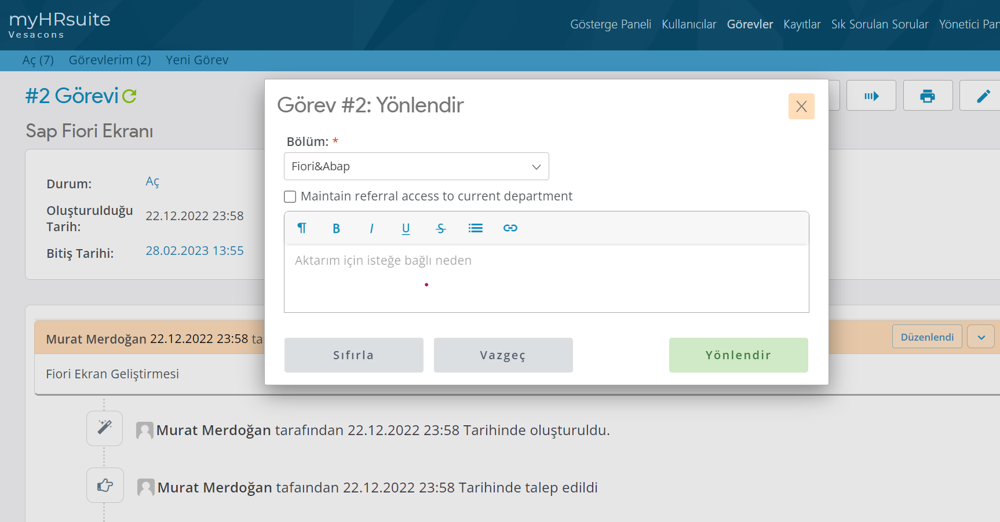 myHRsuite
Vesacons
Gösterge Paneli Kullanıcılar Görevler Kayıtlar Sık Sorulan Sorular Yönetici Pan
Aç (7) Görevlerim (2) Yeni Görev
#2 Görevi
Sap Fiori Ekranı
Durum: Aç
Oluşturulduğu Tarih: 22.12.2022 23:58
Bitiş Tarihi: 28.02.2023 13:55
Görev #2: Yönlendir
X
Bölüm: *
Fiori&Abap
Maintain referral access to current department
¶ B I U S
Aktarım için isteğe bağlı neden
Sıfırla Vazgeç Yönlendir
Murat Merdoğan 22.12.2022 23:58 ta
Düzenlendi
Fiori Ekran Geliştirmesi
Murat Merdoğan tarafından 22.12.2022 23:58 Tarihinde oluşturuldu.
Murat Merdoğan tafaından 22.12.2022 23:58 Tarihinde talep edildi